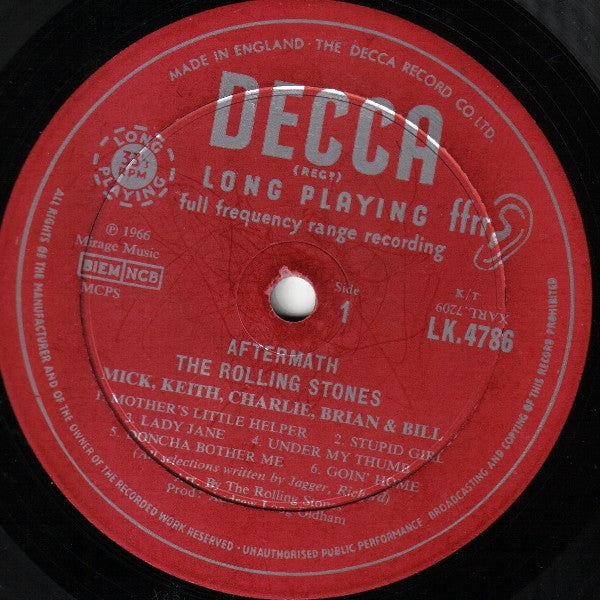 MADE IN ENGLAND · THE DECCA RECORD CO LTD.
DECCA
(REGD)
LONG PLAYING
full frequency range recording
ffrr
LONG
33⅓
RPM
PLAYING
℗ 1966
Mirage Music
BIEM NCB
MCPS
Side
1
T/K
XARL.7209
LK.4786
AFTERMATH
THE ROLLING STONES
MICK, KEITH, CHARLIE, BRIAN & BILL
1. MOTHER'S LITTLE HELPER 2. STUPID GIRL
3. LADY JANE 4. UNDER MY THUMB
5. DONCHA BOTHER ME 6. GOIN' HOME
(All selections written by Jagger, Richard)
By The Rolling Stones
Prod: Andrew Loog Oldham
ALL RIGHTS OF THE MANUFACTURER AND OF THE OWNER OF THE RECORDED WORK RESERVED · UNAUTHORISED PUBLIC PERFORMANCE BROADCASTING AND COPYING OF THIS RECORD PROHIBITED